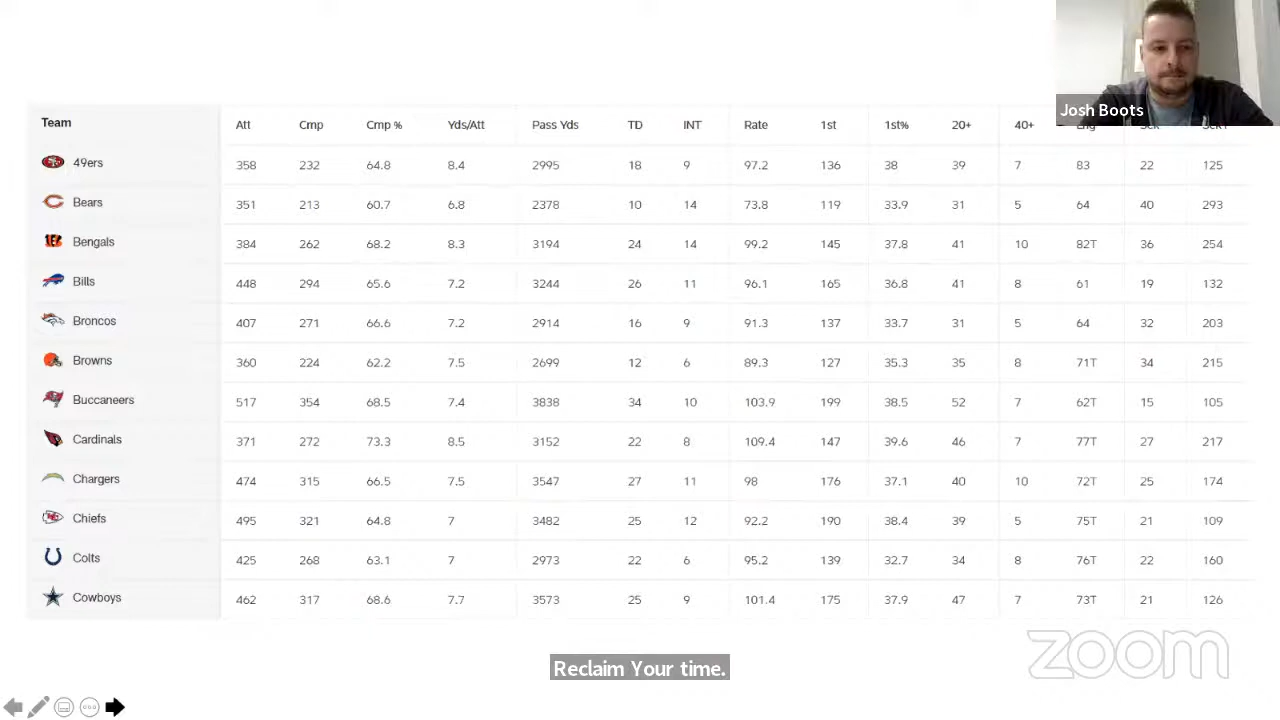 Josh Boots
Team Att Cmp Cmp % Yds/Att Pass Yds TD INT Rate 1st 1st% 20+ 40+ Lng
49ers 358 232 64.8 8.4 2995 18 9 97.2 136 38 39 7 83 22 125
Bears 351 213 60.7 6.8 2378 10 14 73.8 119 33.9 31 5 64 40 293
Bengals 384 262 68.2 8.3 3194 24 14 99.2 145 37.8 41 10 82T 36 254
Bills 448 294 65.6 7.2 3244 26 11 96.1 165 36.8 41 8 61 19 132
Broncos 407 271 66.6 7.2 2914 16 9 91.3 137 33.7 31 5 64 32 203
Browns 360 224 62.2 7.5 2699 12 6 89.3 127 35.3 35 8 71T 34 215
Buccaneers 517 354 68.5 7.4 3838 34 10 103.9 199 38.5 52 7 62T 15 105
Cardinals 371 272 73.3 8.5 3152 22 8 109.4 147 39.6 46 7 77T 27 217
Chargers 474 315 66.5 7.5 3547 27 11 98 176 37.1 40 10 72T 25 174
Chiefs 495 321 64.8 7 3482 25 12 92.2 190 38.4 39 5 75T 21 109
Colts 425 268 63.1 7 2973 22 6 95.2 139 32.7 34 8 76T 22 160
Cowboys 462 317 68.6 7.7 3573 25 9 101.4 175 37.9 47 7 73T 21 126
zoom
Reclaim Your time.